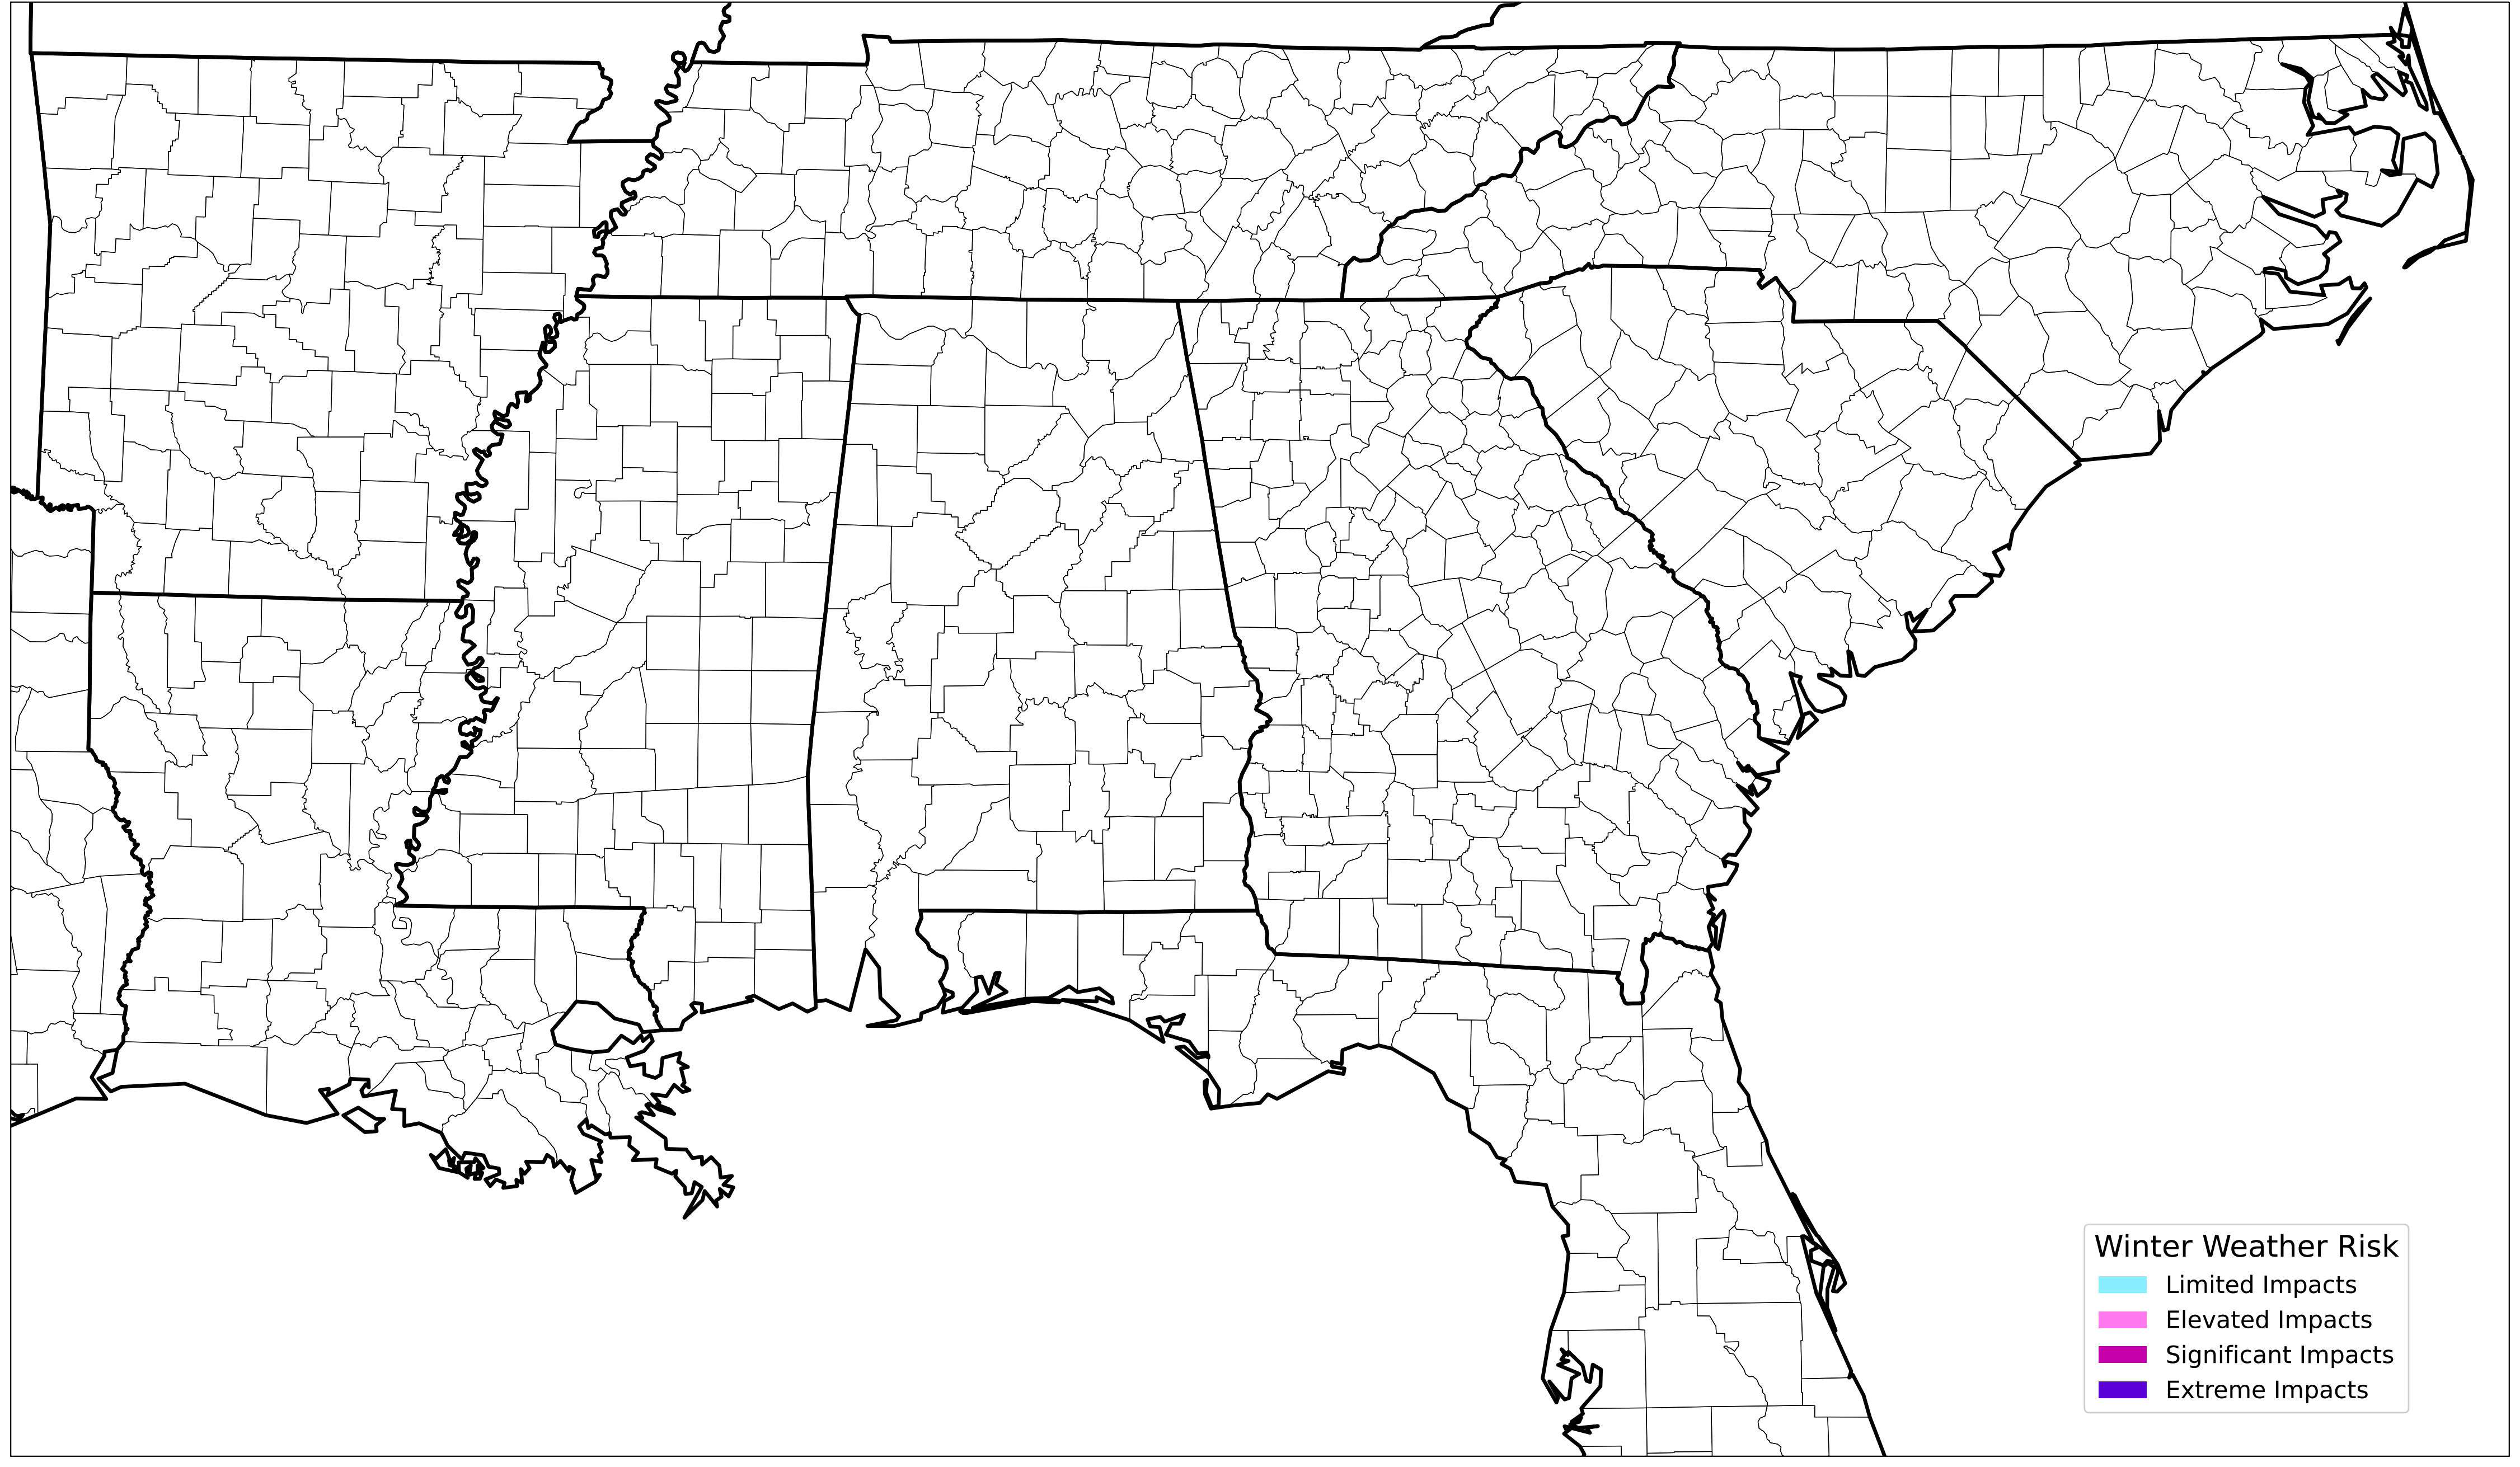 Winter Weather Risk
Limited Impacts
Elevated Impacts
Significant Impacts
Extreme Impacts